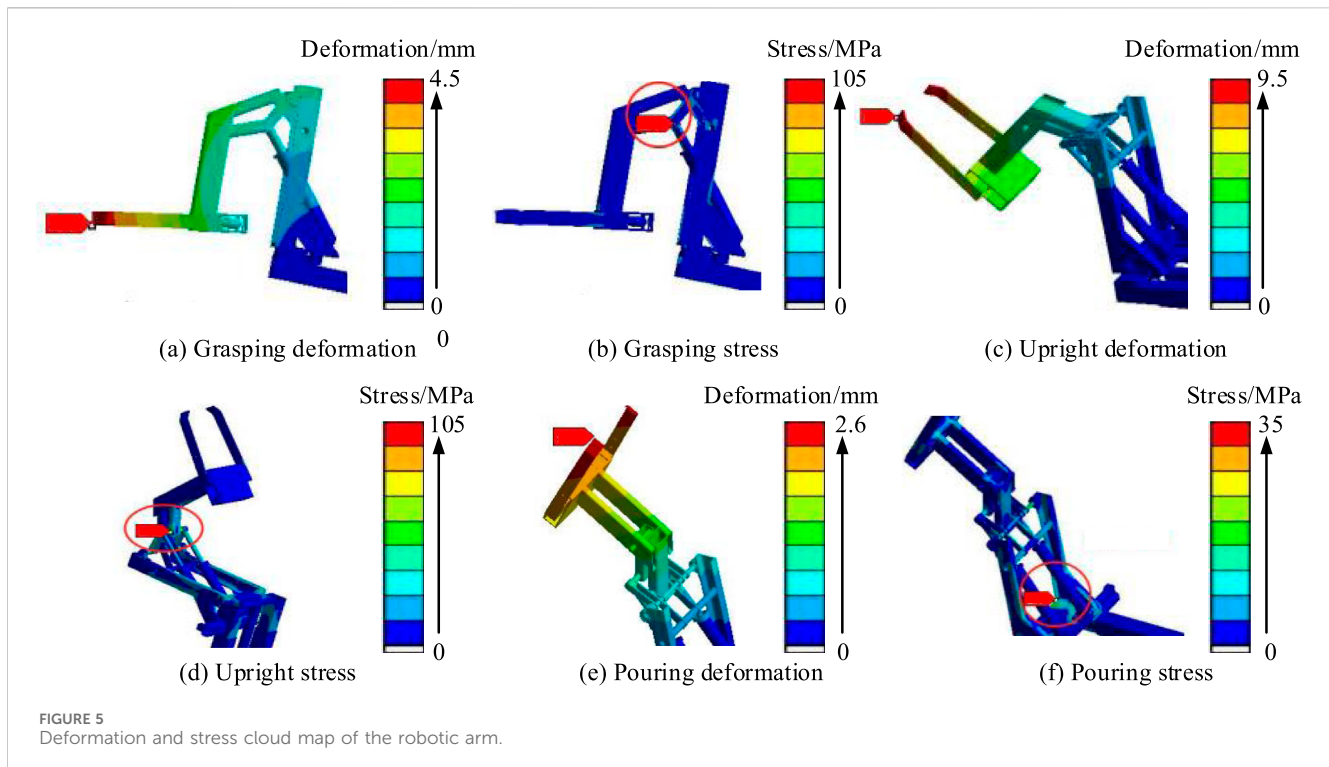 Deformation/mm
4.5
0
0
(a) Grasping deformation
Stress/MPa
105
0
(b) Grasping stress
Deformation/mm
9.5
0
(c) Upright deformation
Stress/MPa
105
0
(d) Upright stress
Deformation/mm
2.6
0
(e) Pouring deformation
Stress/MPa
35
0
(f) Pouring stress
FIGURE 5
Deformation and stress cloud map of the robotic arm.